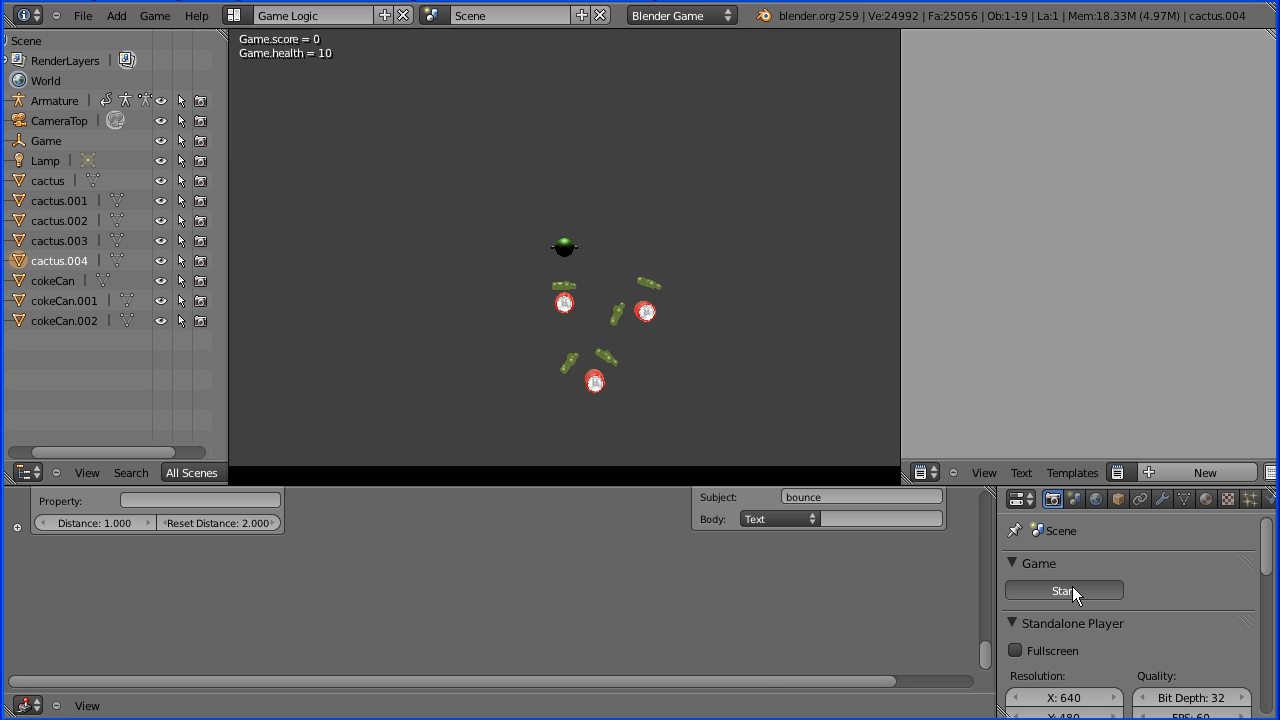 File Add Game Help Game Logic Scene Blender Game blender.org 259 | Ve:24992 | Fa:25056 | Ob:1-19 | La:1 | Mem:18.33M (4.97M) | cactus.004
Game.score = 0
Game.health = 10
Scene
RenderLayers
World
Armature
CameraTop
Game
Lamp
cactus
cactus.001
cactus.002
cactus.003
cactus.004
cokeCan
cokeCan.001
cokeCan.002
View Search All Scenes
View Text Templates New
Property:
Distance: 1.000 Reset Distance: 2.000
Subject: bounce
Body: Text
View
Scene
Game
Standalone Player
Fullscreen
Resolution: Quality:
X: 640 Bit Depth: 32
Y: 480 FPS: 60